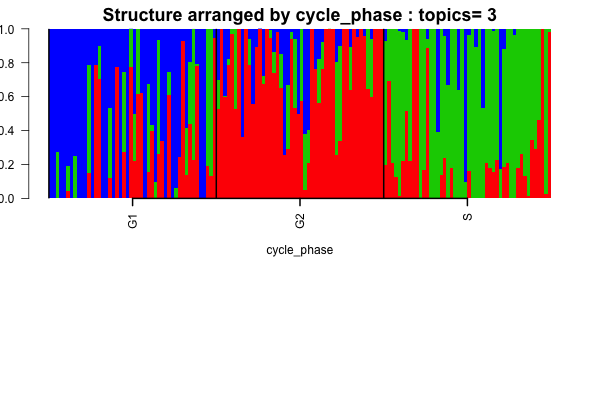 Structure arranged by cycle_phase : topics= 3
1.0
0.8
0.6
0.4
0.2
0.0
G1
G2
S
cycle_phase